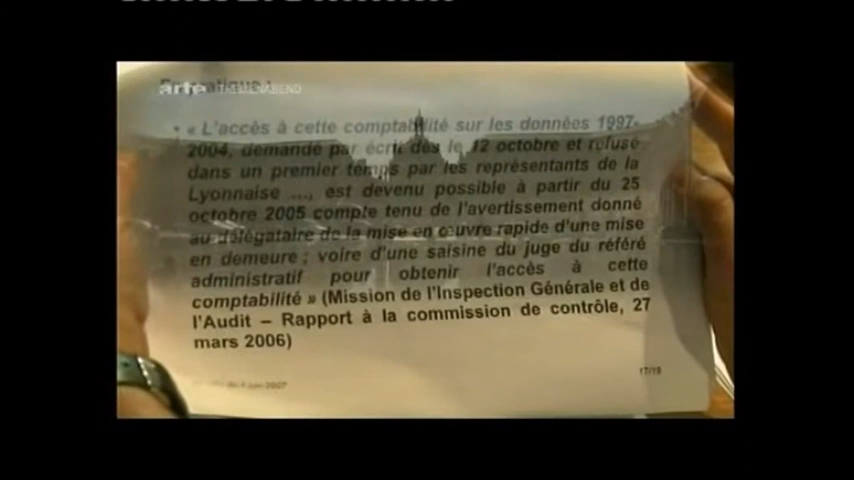 En pratique :
arte THEMENABEND
• « L'accès à cette comptabilité sur les données 1997-
2004, demandé par écrit dès le 12 octobre et refusé
dans un premier temps par les représentants de la
Lyonnaise ..., est devenu possible à partir du 25
octobre 2005 compte tenu de l'avertissement donné
au délégataire de la mise en œuvre rapide d'une mise
en demeure ; voire d'une saisine du juge du référé
administratif pour obtenir l'accès à cette
comptabilité » (Mission de l'Inspection Générale et de
l'Audit – Rapport à la commission de contrôle, 27
mars 2006)
2007
17/19